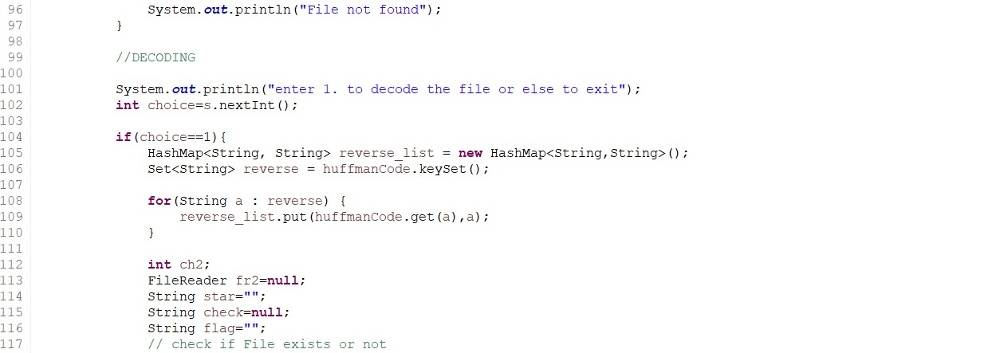 96 System.out.println("File not found");
97 }
98
99 //DECODING
100
101 System.out.println("enter 1. to decode the file or else to exit");
102 int choice=s.nextInt();
103
104 if(choice==1){
105 HashMap<String, String> reverse_list = new HashMap<String,String>();
106 Set<String> reverse = huffmanCode.keySet();
107
108 for(String a : reverse) {
109 reverse_list.put(huffmanCode.get(a),a);
110 }
111
112 int ch2;
113 FileReader fr2=null;
114 String star="";
115 String check=null;
116 String flag="";
117 // check if File exists or not